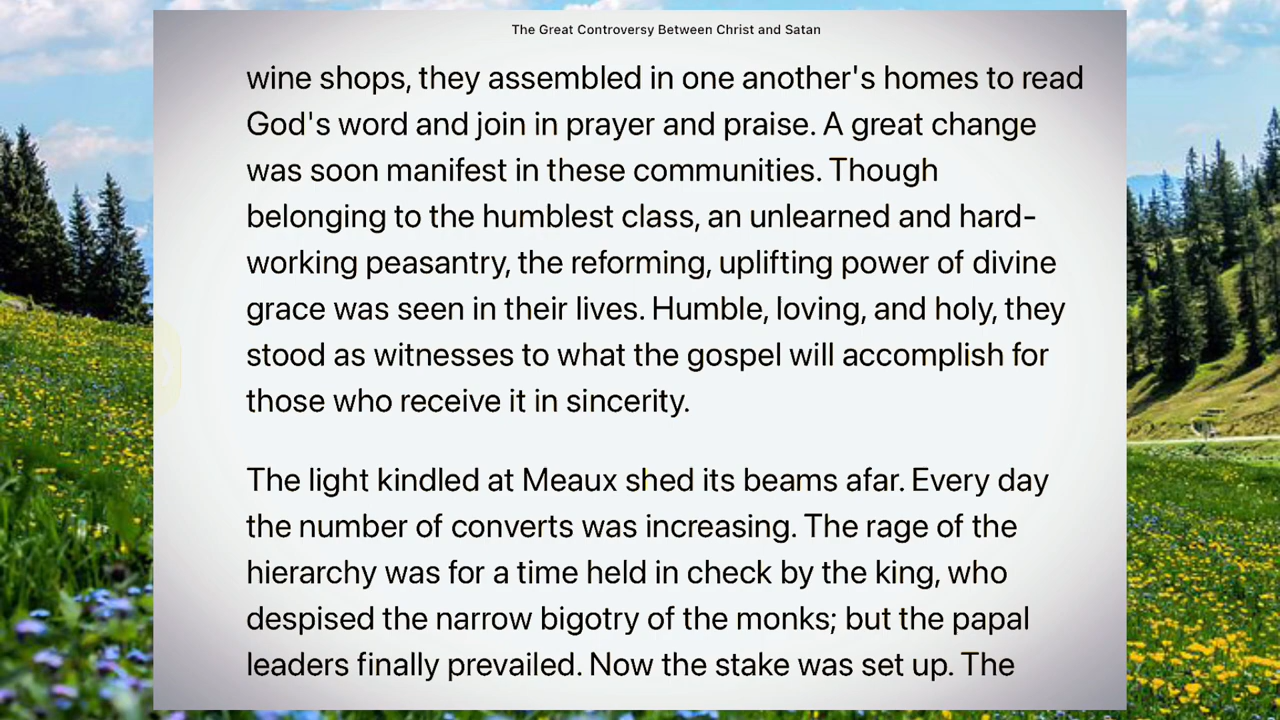 The Great Controversy Between Christ and Satan
wine shops, they assembled in one another's homes to read
God's word and join in prayer and praise. A great change
was soon manifest in these communities. Though
belonging to the humblest class, an unlearned and hard-
working peasantry, the reforming, uplifting power of divine
grace was seen in their lives. Humble, loving, and holy, they
stood as witnesses to what the gospel will accomplish for
those who receive it in sincerity.
The light kindled at Meaux shed its beams afar. Every day
the number of converts was increasing. The rage of the
hierarchy was for a time held in check by the king, who
despised the narrow bigotry of the monks; but the papal
leaders finally prevailed. Now the stake was set up. The